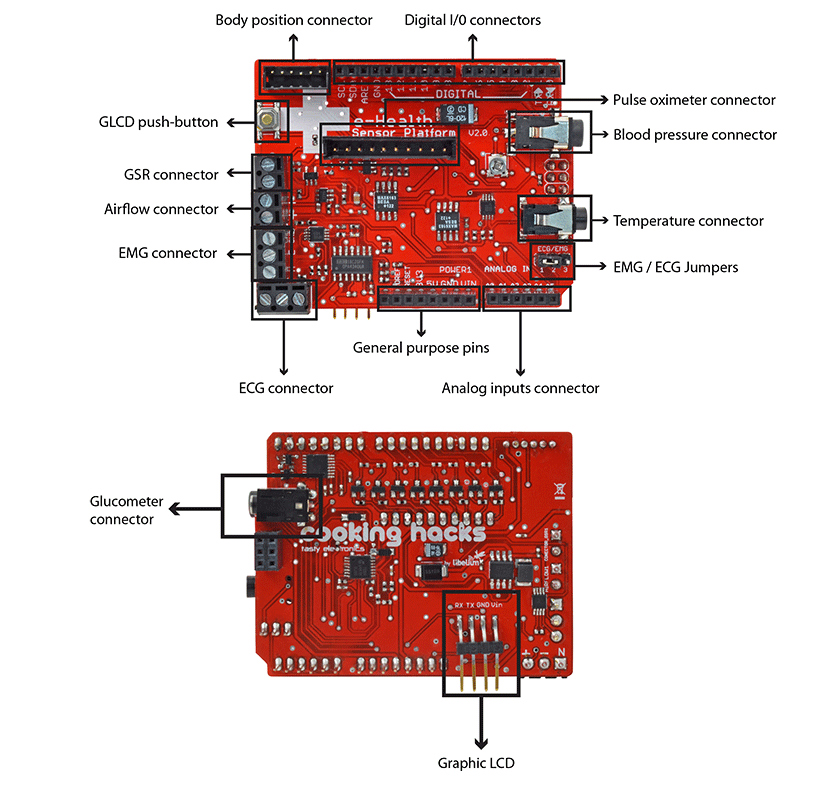 Body position connector
Digital I/0 connectors
DIGITAL
Pulse oximeter connector
GLCD push-button
e-Health
Sensor Platform
V2.0
Blood pressure connector
GSR connector
Airflow connector
Temperature connector
EMG connector
ECG/EMG
1 2 3
EMG / ECG Jumpers
POWER1
ANALOG IN
5V GND VIN
General purpose pins
ECG connector
Analog inputs connector
Glucometer
connector
cooking hacks
tasty electronics
by libelium
RX TX GND Vin
+ – N
Graphic LCD